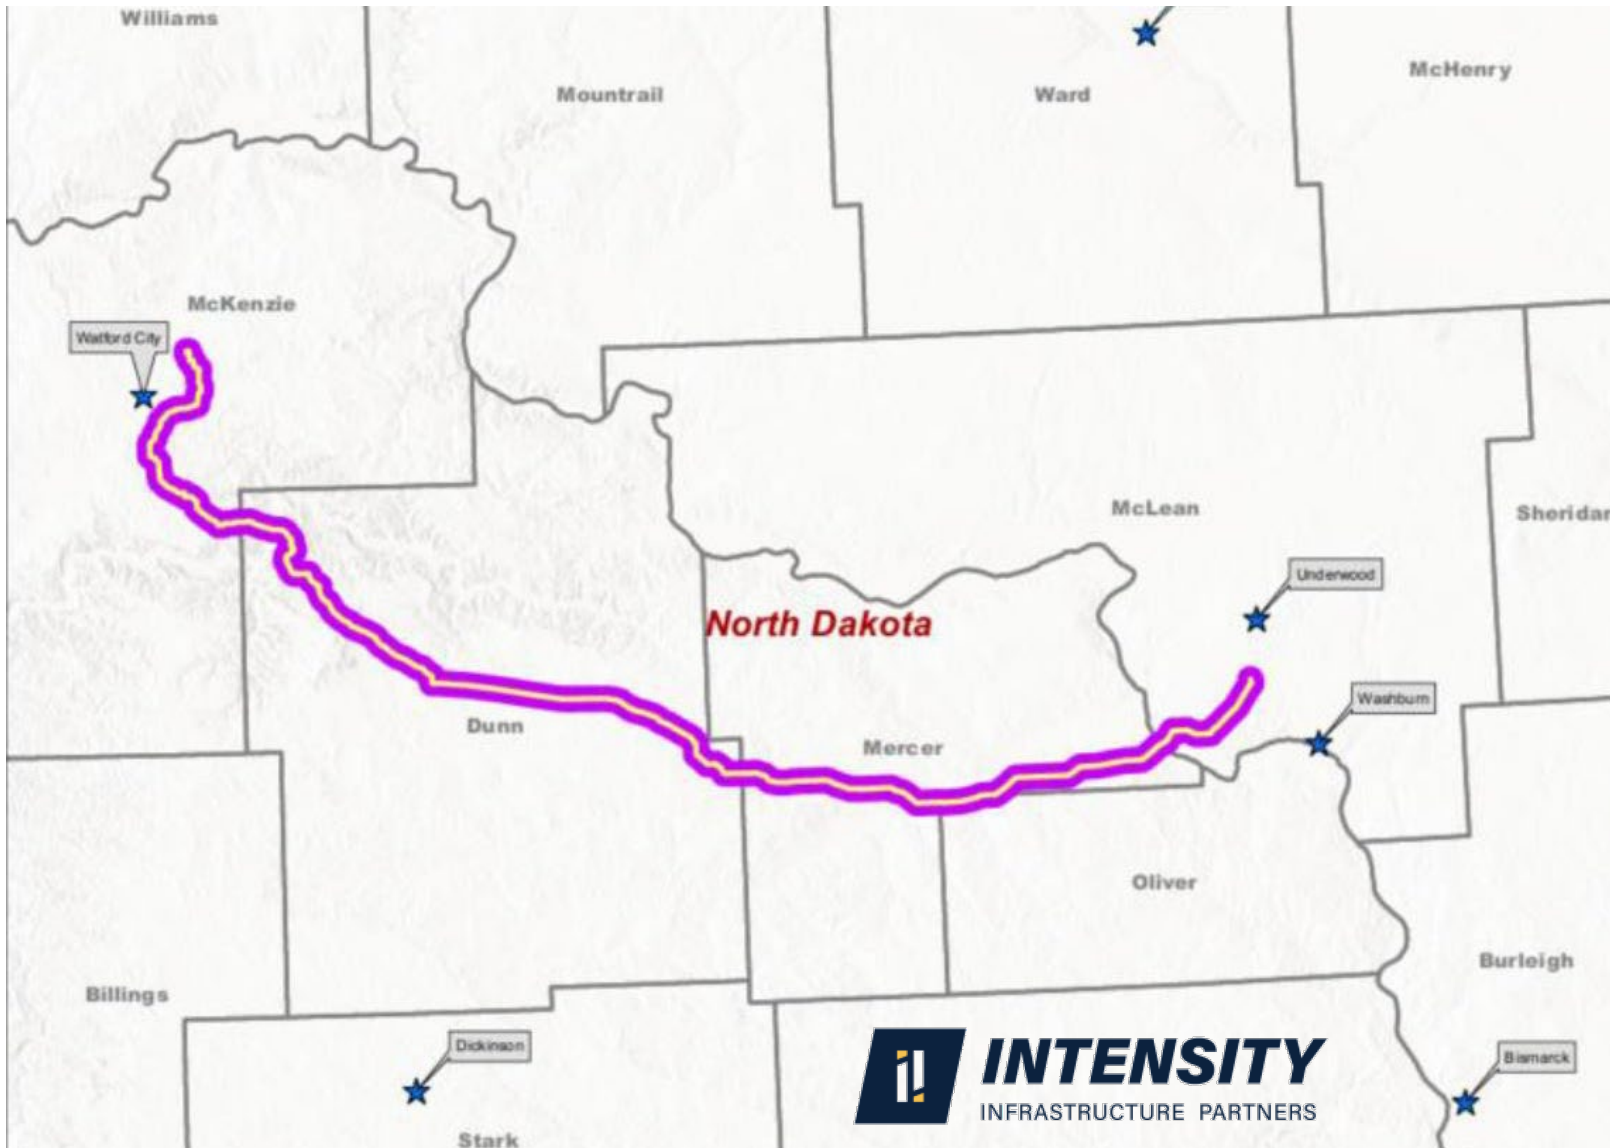 Williams
McHenry
Mountrail
Ward
McKenzie
Watford City
McLean
Sheridan
Underwood
North Dakota
Washburn
Dunn
Mercer
Oliver
Burleigh
Billings
Dickinson
Bismarck
INTENSITY
INFRASTRUCTURE PARTNERS
Stark